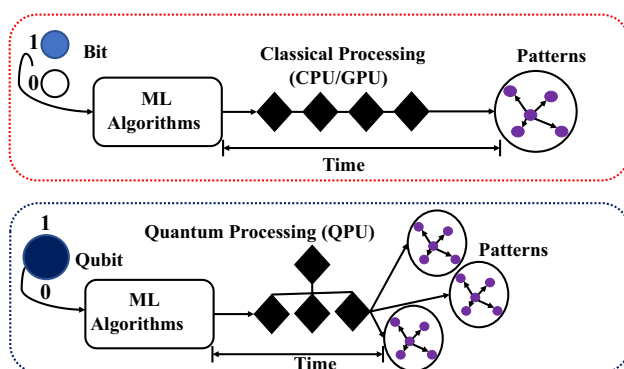 1
Bit
0
ML
Algorithms
Classical Processing
(CPU/GPU)
Patterns
Time
1
Qubit
0
ML
Algorithms
Quantum Processing (QPU)
Patterns
Time